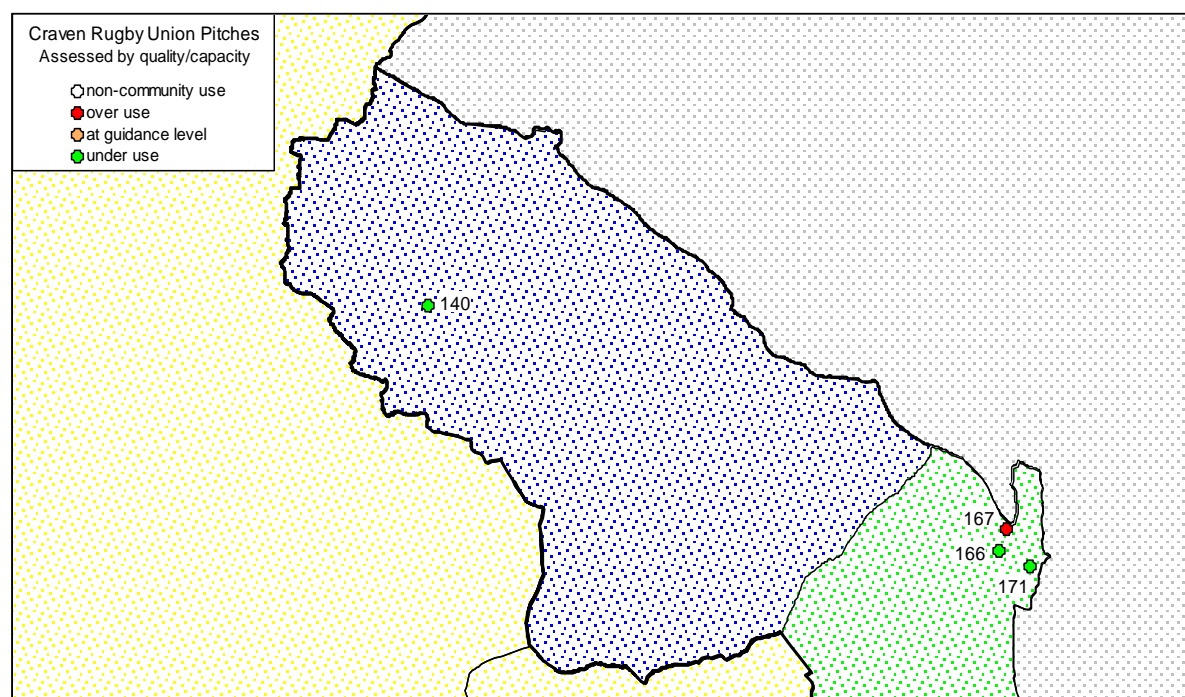 Craven Rugby Union Pitches
Assessed by quality/capacity
non-community use
over use
at guidance level
under use
140
167
166
171